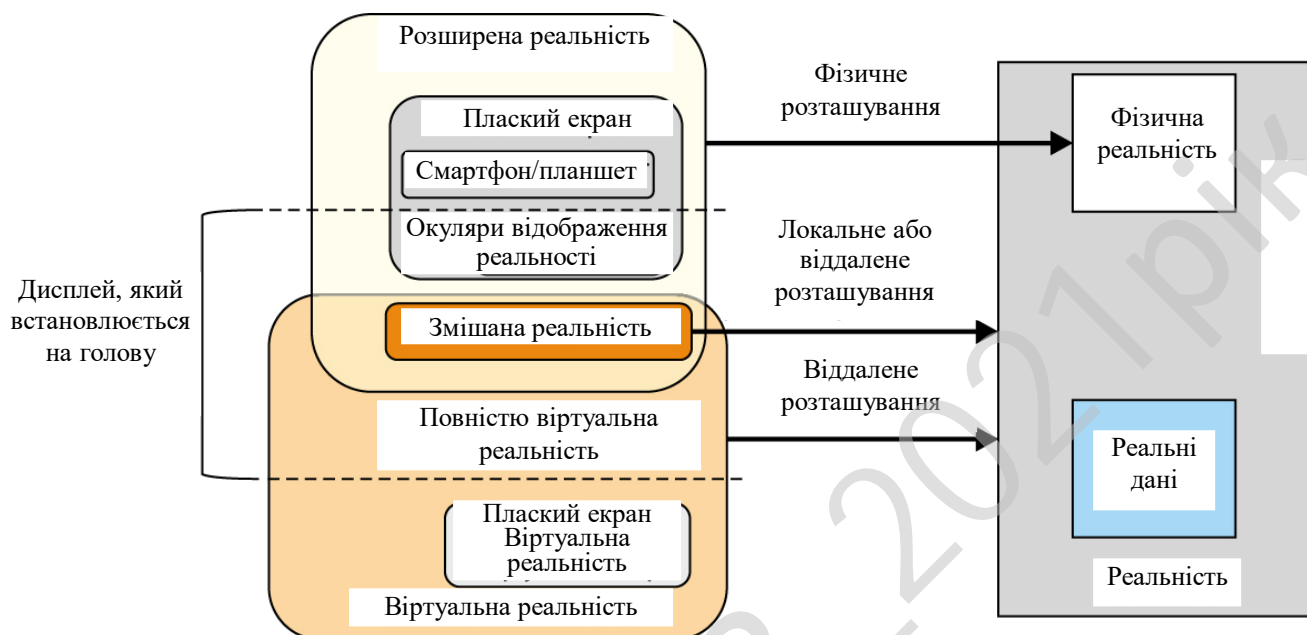 Розширена реальність
Плаский екран
Смартфон/планшет
Окуляри відображення
реальності
Змішана реальність
Дисплей, який
встановлюється
на голову
Повністю віртуальна
реальність
Плаский екран
Віртуальна
реальність
Віртуальна реальність
Фізичне
розташування
Локальне або
віддалене
розташування
Віддалене
розташування
Фізична
реальність
Реальні
дані
Реальність
2021рік